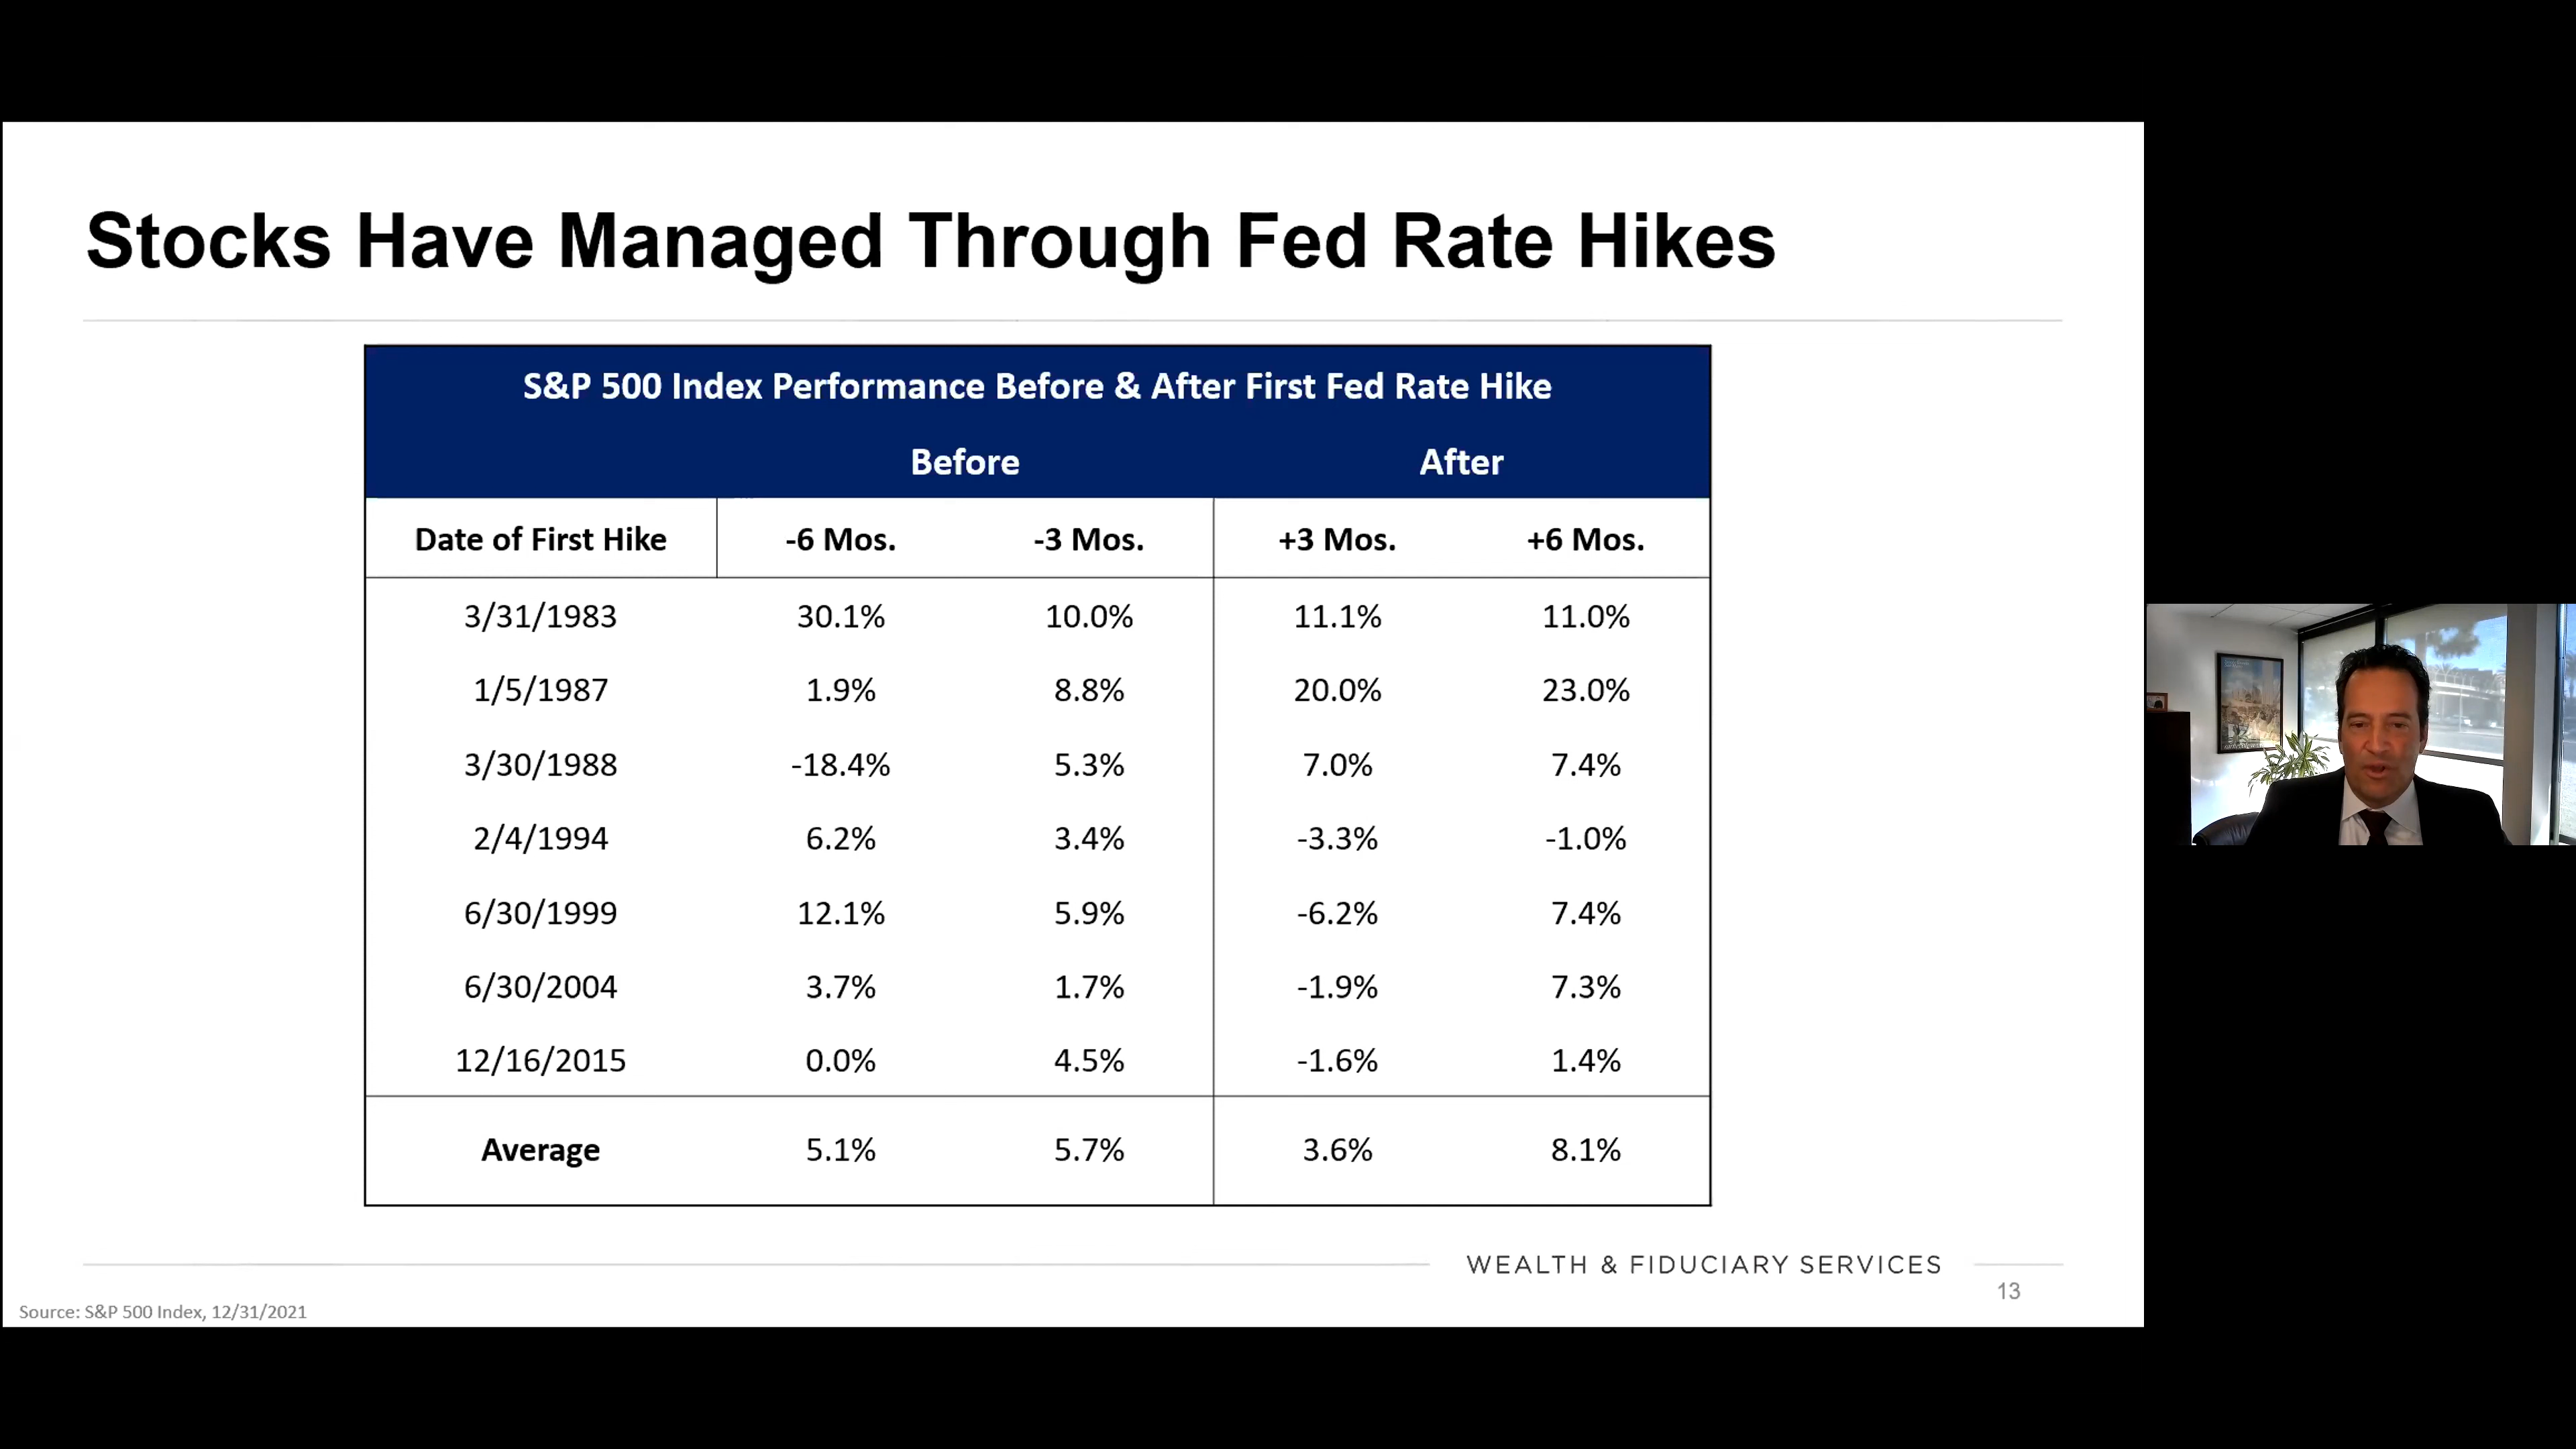 Stocks Have Managed Through Fed Rate Hikes
S&P 500 Index Performance Before & After First Fed Rate Hike
Before After
Date of First Hike -6 Mos. -3 Mos. +3 Mos. +6 Mos.
3/31/1983 30.1% 10.0% 11.1% 11.0%
1/5/1987 1.9% 8.8% 20.0% 23.0%
3/30/1988 -18.4% 5.3% 7.0% 7.4%
2/4/1994 6.2% 3.4% -3.3% -1.0%
6/30/1999 12.1% 5.9% -6.2% 7.4%
6/30/2004 3.7% 1.7% -1.9% 7.3%
12/16/2015 0.0% 4.5% -1.6% 1.4%
Average 5.1% 5.7% 3.6% 8.1%
WEALTH & FIDUCIARY SERVICES
13
Source: S&P 500 Index, 12/31/2021